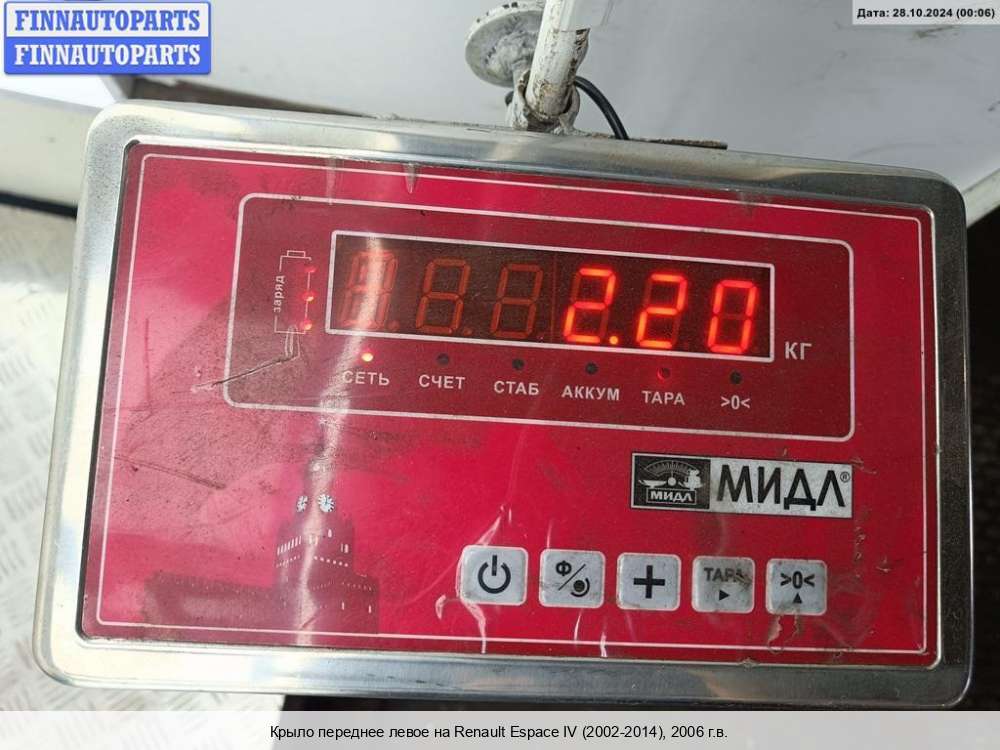 FINNAUTOPARTS
FINNAUTOPARTS
Дата: 28.10.2024 (00:06)
заряд
2.20
КГ
СЕТЬ СЧЕТ СТАБ АККУМ ТАРА >0<
МИДЛ МИДЛ®
Ф/ + ТАРА >0<
Крыло переднее левое на Renault Espace IV (2002-2014), 2006 г.в.